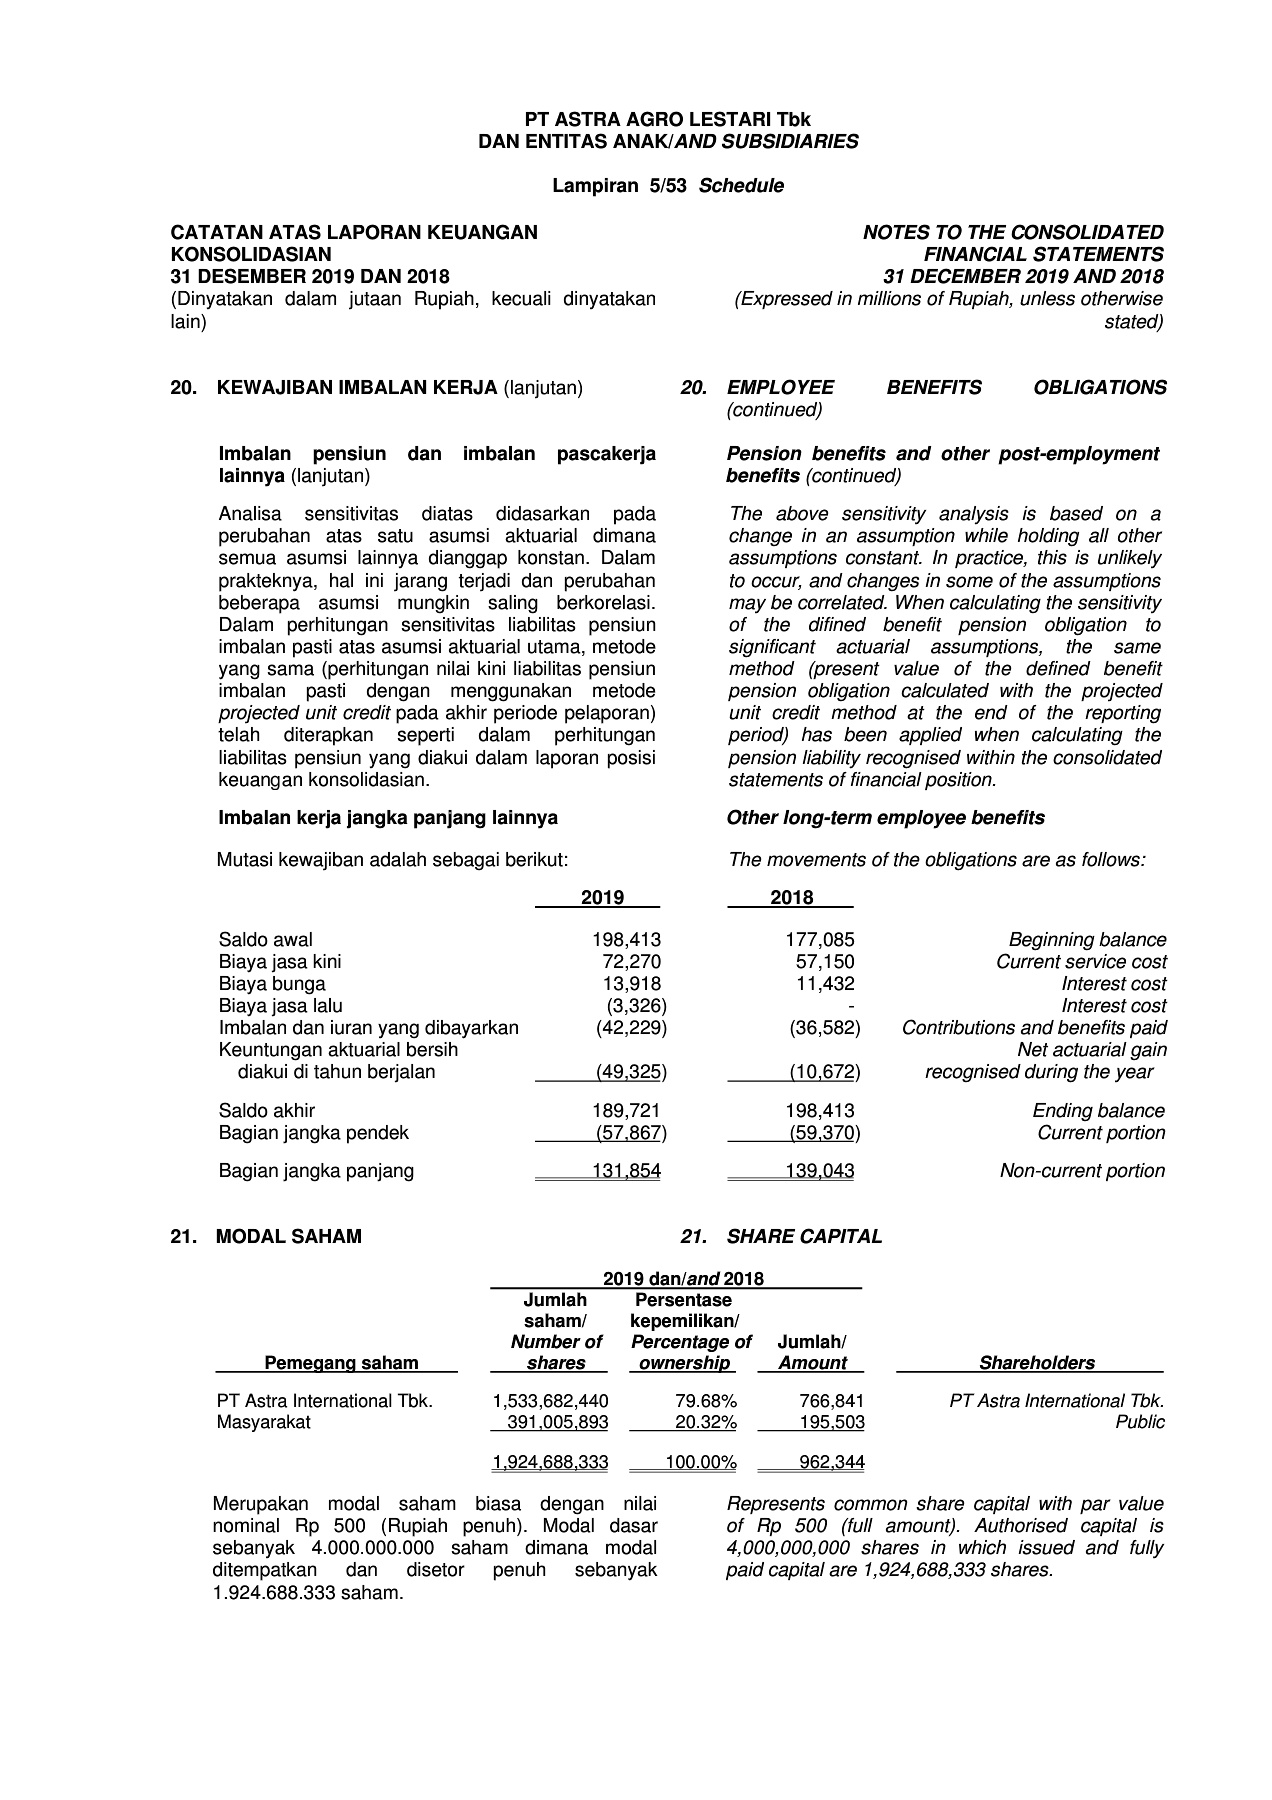 PT ASTRA AGRO LESTARI Tbk
DAN ENTITAS ANAK/AND SUBSIDIARIES
Lampiran 5/53 Schedule
CATATAN ATAS LAPORAN KEUANGAN
KONSOLIDASIAN
31 DESEMBER 2019 DAN 2018
(Dinyatakan dalam jutaan Rupiah, kecuali dinyatakan
lain)
NOTES TO THE CONSOLIDATED
FINANCIAL STATEMENTS
31 DECEMBER 2019 AND 2018
(Expressed in millions of Rupiah, unless otherwise
stated)
20. KEWAJIBAN IMBALAN KERJA (lanjutan)
Imbalan pensiun dan imbalan pascakerja
lainnya (lanjutan)
Analisa sensitivitas diatas didasarkan pada
perubahan atas satu asumsi aktuarial dimana
semua asumsi lainnya dianggap konstan. Dalam
prakteknya, hal ini jarang terjadi dan perubahan
beberapa asumsi mungkin saling berkorelasi.
Dalam perhitungan sensitivitas liabilitas pensiun
imbalan pasti atas asumsi aktuarial utama, metode
yang sama (perhitungan nilai kini liabilitas pensiun
imbalan pasti dengan menggunakan metode
projected unit credit pada akhir periode pelaporan)
telah diterapkan seperti dalam perhitungan
liabilitas pensiun yang diakui dalam laporan posisi
keuangan konsolidasian.
20. EMPLOYEE BENEFITS OBLIGATIONS
(continued)
Pension benefits and other post-employment
benefits (continued)
The above sensitivity analysis is based on a
change in an assumption while holding all other
assumptions constant. In practice, this is unlikely
to occur, and changes in some of the assumptions
may be correlated. When calculating the sensitivity
of the difined benefit pension obligation to
significant actuarial assumptions, the same
method (present value of the defined benefit
pension obligation calculated with the projected
unit credit method at the end of the reporting
period) has been applied when calculating the
pension liability recognised within the consolidated
statements of financial position.
Imbalan kerja jangka panjang lainnya
Other long-term employee benefits
Mutasi kewajiban adalah sebagai berikut:
The movements of the obligations are as follows:
2019 2018
Saldo awal 198,413 177,085 Beginning balance
Biaya jasa kini 72,270 57,150 Current service cost
Biaya bunga 13,918 11,432 Interest cost
Biaya jasa lalu (3,326) - Interest cost
Imbalan dan iuran yang dibayarkan (42,229) (36,582) Contributions and benefits paid
Keuntungan aktuarial bersih Net actuarial gain
diakui di tahun berjalan (49,325) (10,672) recognised during the year
Saldo akhir 189,721 198,413 Ending balance
Bagian jangka pendek (57,867) (59,370) Current portion
Bagian jangka panjang 131,854 139,043 Non-current portion
21. MODAL SAHAM
21. SHARE CAPITAL
2019 dan/and 2018
Jumlah Persentase
saham/ kepemilikan/
Number of Percentage of Jumlah/
Pemegang saham shares ownership Amount Shareholders
PT Astra International Tbk. 1,533,682,440 79.68% 766,841 PT Astra International Tbk.
Masyarakat 391,005,893 20.32% 195,503 Public
1,924,688,333 100.00% 962,344
Merupakan modal saham biasa dengan nilai
nominal Rp 500 (Rupiah penuh). Modal dasar
sebanyak 4.000.000.000 saham dimana modal
ditempatkan dan disetor penuh sebanyak
1.924.688.333 saham.
Represents common share capital with par value
of Rp 500 (full amount). Authorised capital is
4,000,000,000 shares in which issued and fully
paid capital are 1,924,688,333 shares.